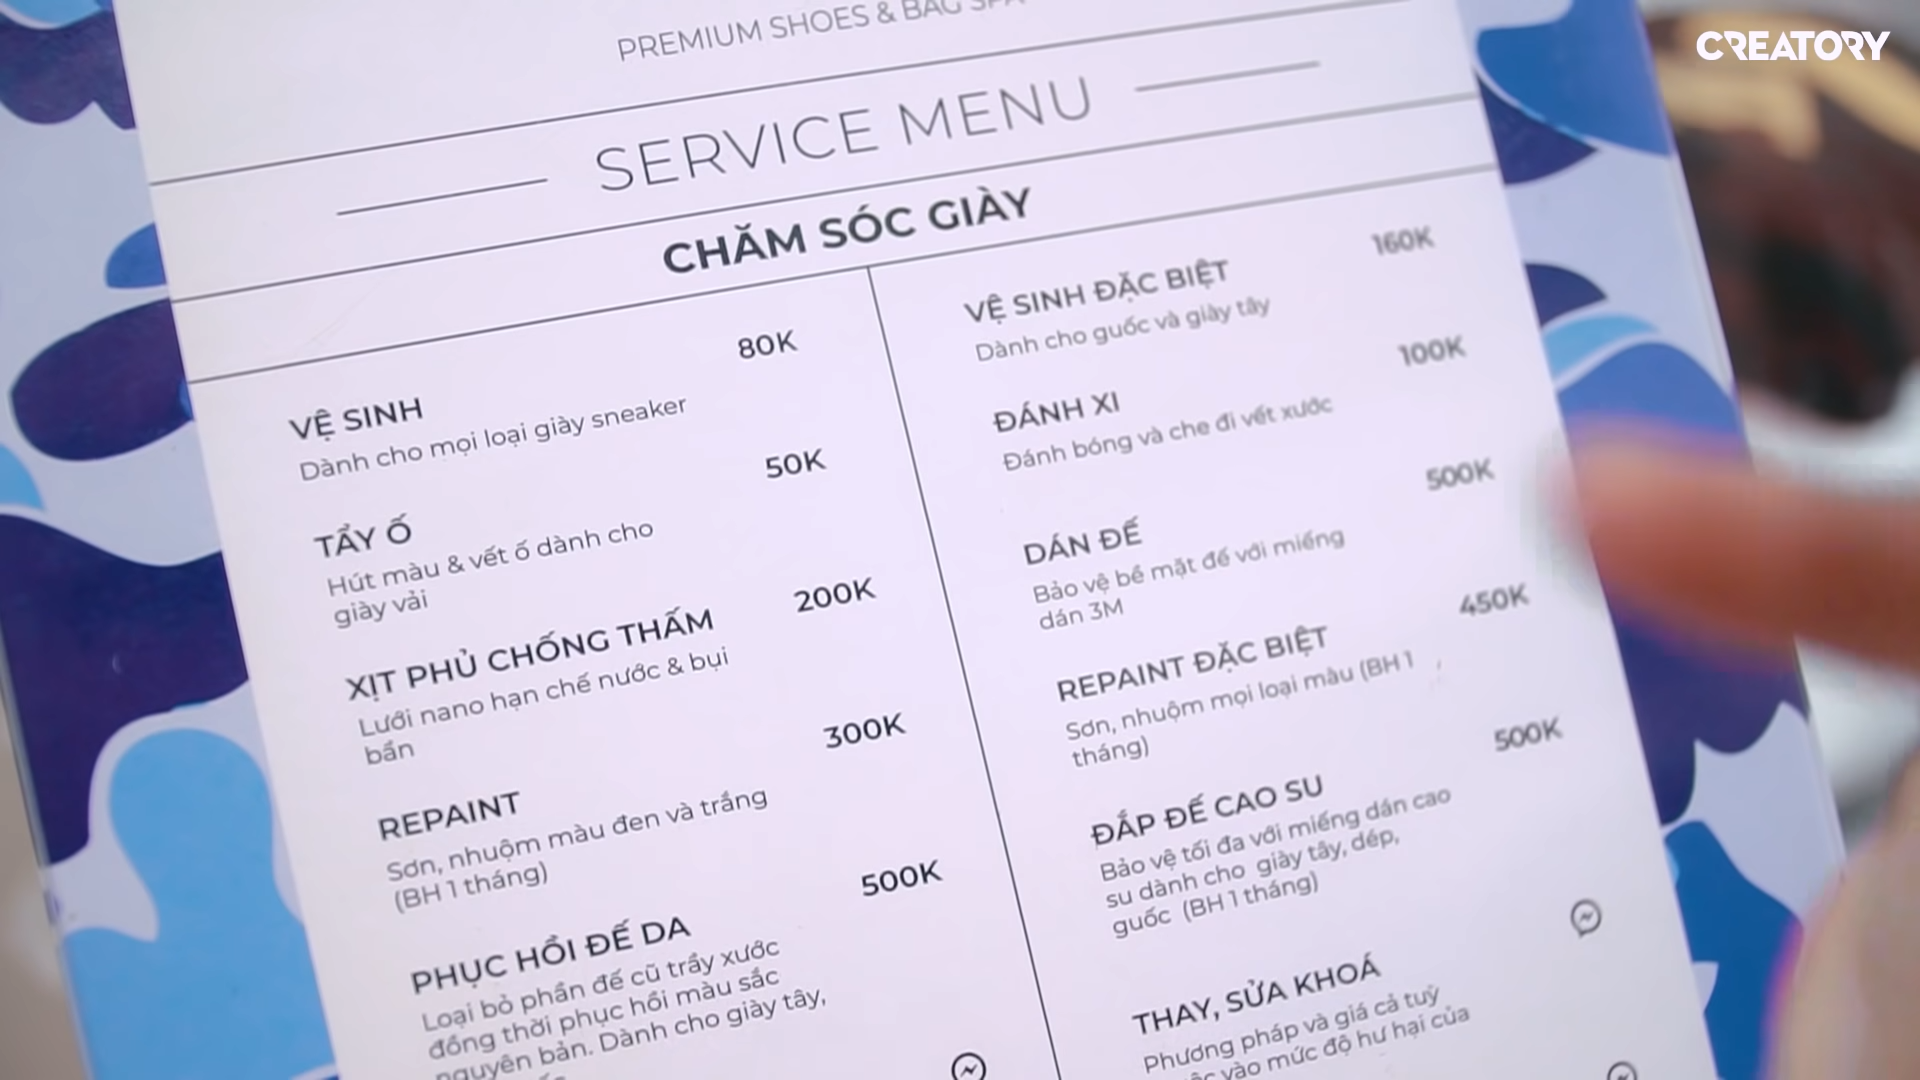 CREATORY
PREMIUM SHOES & BAG SPA
SERVICE MENU
CHĂM SÓC GIÀY
80K
VỆ SINH
Dành cho mọi loại giày sneaker
50K
TẨY Ố
Hút màu & vết ố dành cho
giày vải
200K
XỊT PHỦ CHỐNG THẤM
Lưới nano hạn chế nước & bụi
bẩn
300K
REPAINT
Sơn, nhuộm màu đen và trắng
(BH 1 tháng)
500K
PHỤC HỒI ĐẾ DA
Loại bỏ phần đế cũ trầy xước
đồng thời phục hồi màu sắc
nguyên bản. Dành cho giày tây,
160K
VỆ SINH ĐẶC BIỆT
Dành cho guốc và giày tây
100K
ĐÁNH XI
Đánh bóng và che đi vết xước
500K
DÁN ĐẾ
Bảo vệ bề mặt đế với miếng
dán 3M
450K
REPAINT ĐẶC BIỆT
Sơn, nhuộm mọi loại màu (BH 1
tháng)
500K
ĐẮP ĐẾ CAO SU
Bảo vệ tối đa với miếng dán cao
su dành cho giày tây, dép,
guốc (BH 1 tháng)
THAY, SỬA KHOÁ
Phương pháp và giá cả tuỳ
vào mức độ hư hại của